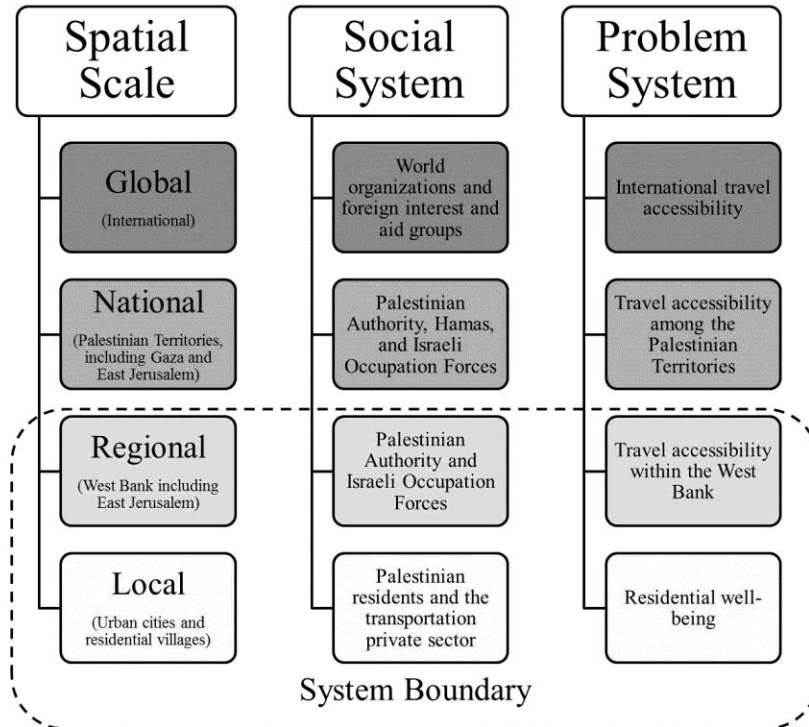 Spatial
Scale
Global
(International)
National
(Palestinian Territories,
including Gaza and
East Jerusalem)
Regional
(West Bank including
East Jerusalem)
Local
(Urban cities and
residential villages)
Social
System
World
organizations and
foreign interest and
aid groups
Palestinian
Authority, Hamas,
and Israeli
Occupation Forces
Palestinian
Authority and
Israeli Occupation
Forces
Palestinian
residents and the
transportation
private sector
Problem
System
International travel
accessibility
Travel accessibility
among the
Palestinian
Territories
Travel accessibility
within the West
Bank
Residential well-
being
System Boundary